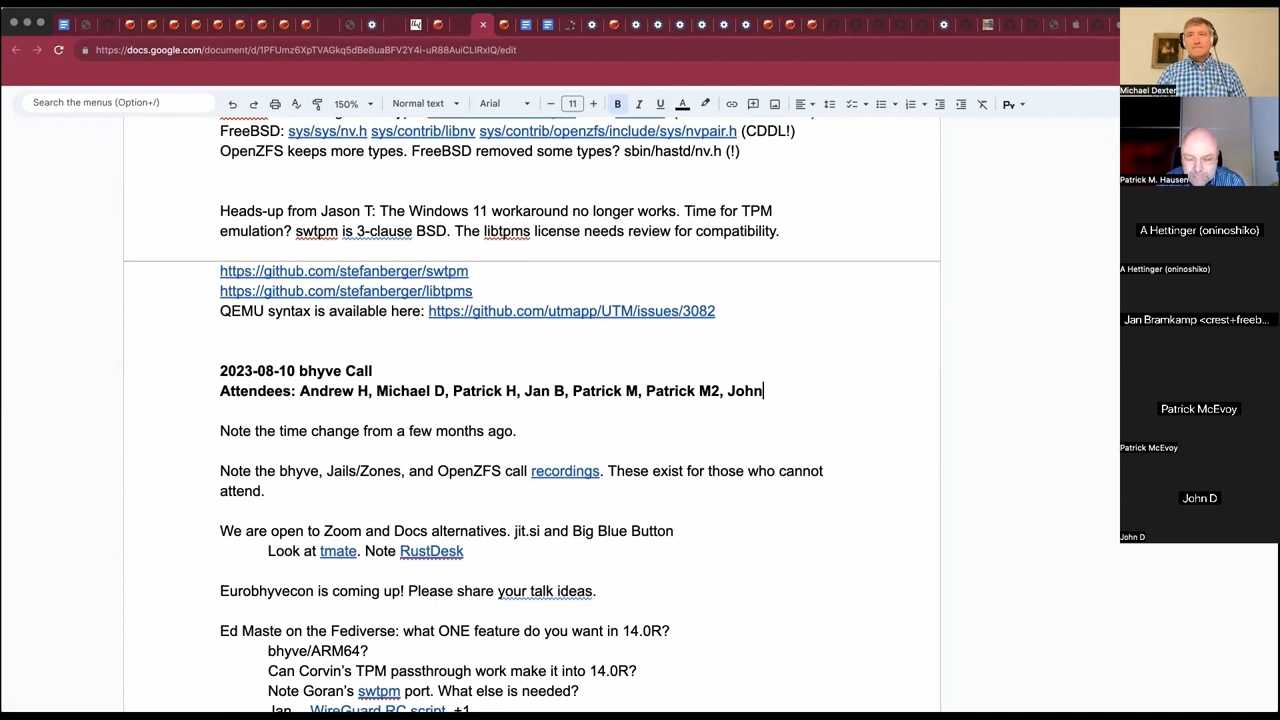 https://docs.google.com/document/d/1PFUmz6XpTVAGkq5dBe8uaBFV2Y4i-uR88AuiCLIRxIQ/edit
Search the menus (Option+/)
150%
Normal text
Arial
11
B
I
U
A
FreeBSD: sys/sys/nv.h sys/contrib/libnv sys/contrib/openzfs/include/sys/nvpair.h (CDDL!)
OpenZFS keeps more types. FreeBSD removed some types? sbin/hastd/nv.h (!)
Heads-up from Jason T: The Windows 11 workaround no longer works. Time for TPM
emulation? swtpm is 3-clause BSD. The libtpms license needs review for compatibility.
https://github.com/stefanberger/swtpm
https://github.com/stefanberger/libtpms
QEMU syntax is available here: https://github.com/utmapp/UTM/issues/3082
2023-08-10 bhyve Call
Attendees: Andrew H, Michael D, Patrick H, Jan B, Patrick M, Patrick M2, John
Note the time change from a few months ago.
Note the bhyve, Jails/Zones, and OpenZFS call recordings. These exist for those who cannot
attend.
We are open to Zoom and Docs alternatives. jit.si and Big Blue Button
Look at tmate. Note RustDesk
Eurobhyvecon is coming up! Please share your talk ideas.
Ed Maste on the Fediverse: what ONE feature do you want in 14.0R?
bhyve/ARM64?
Can Corvin's TPM passthrough work make it into 14.0R?
Note Goran's swtpm port. What else is needed?
WireGuard RC script +1
Michael Dexter
Patrick M. Hausen
A Hettinger (oninoshiko)
A Hettinger (oninoshiko)
Jan Bramkamp <crest+freeb...
Patrick McEvoy
Patrick McEvoy
John D
John D